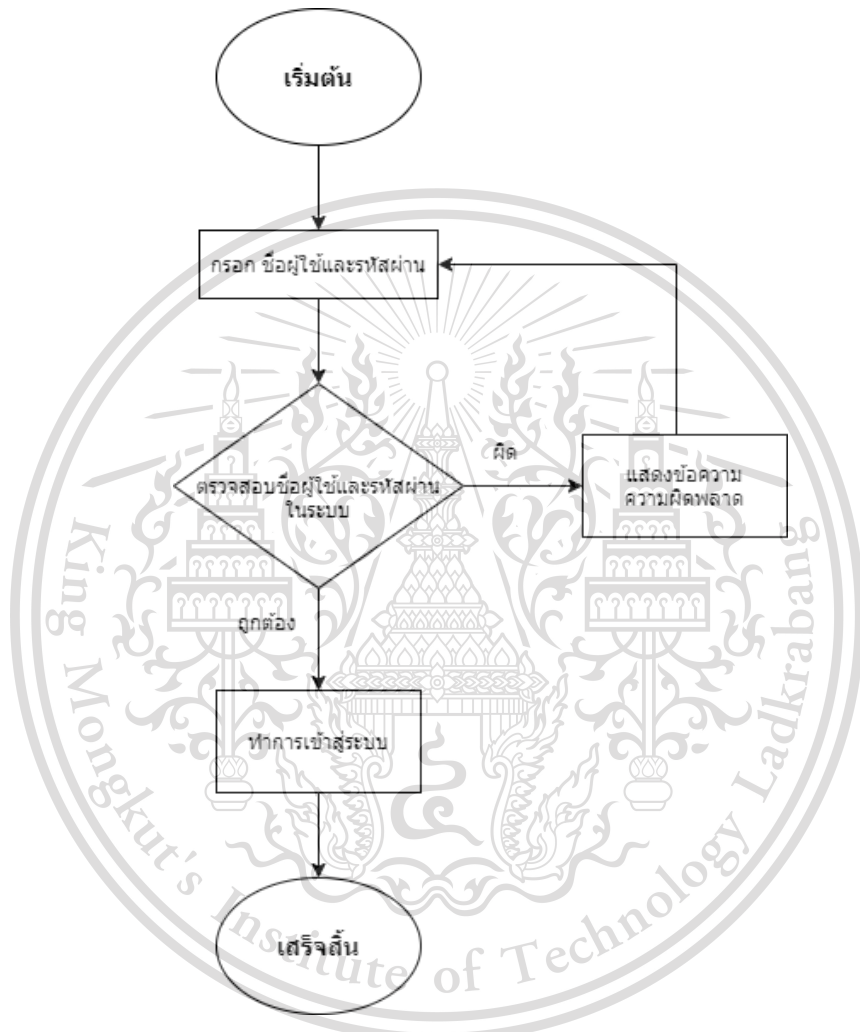 เริ่มต้น
กรอก ชื่อผู้ใช้และรหัสผ่าน
ตรวจสอบชื่อผู้ใช้และรหัสผ่าน
ในระบบ
ผิด
แสดงข้อความ
ความผิดพลาด
ถูกต้อง
ทำการเข้าสู่ระบบ
เสร็จสิ้น
King Mongkut's Institute of Technology Ladkrabang